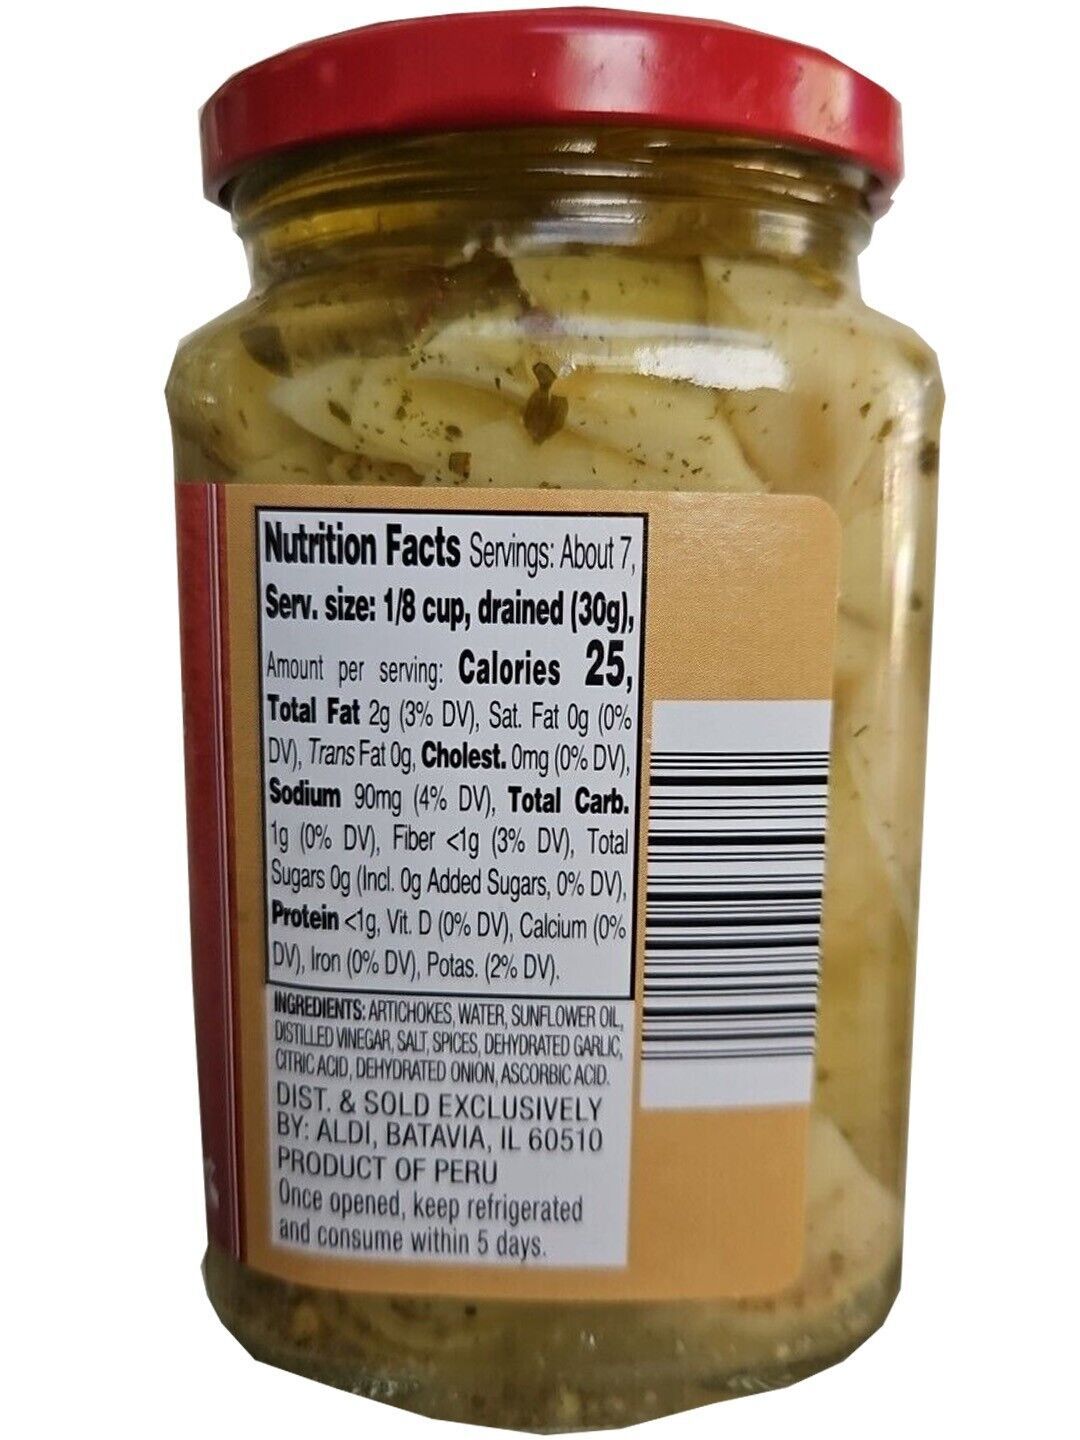 Nutrition Facts Servings: About 7,
Serv. size: 1/8 cup, drained (30g),
Amount per serving: Calories 25,
Total Fat 2g (3% DV), Sat. Fat 0g (0%
DV), Trans Fat 0g, Cholest. 0mg (0% DV),
Sodium 90mg (4% DV), Total Carb.
1g (0% DV), Fiber <1g (3% DV), Total
Sugars 0g (Incl. 0g Added Sugars, 0% DV),
Protein <1g, Vit. D (0% DV), Calcium (0%
DV), Iron (0% DV), Potas. (2% DV).
INGREDIENTS: ARTICHOKES, WATER, SUNFLOWER OIL,
DISTILLED VINEGAR, SALT, SPICES, DEHYDRATED GARLIC,
CITRIC ACID, DEHYDRATED ONION, ASCORBIC ACID.
DIST. & SOLD EXCLUSIVELY
BY: ALDI, BATAVIA, IL 60510
PRODUCT OF PERU
Once opened, keep refrigerated
and consume within 5 days.